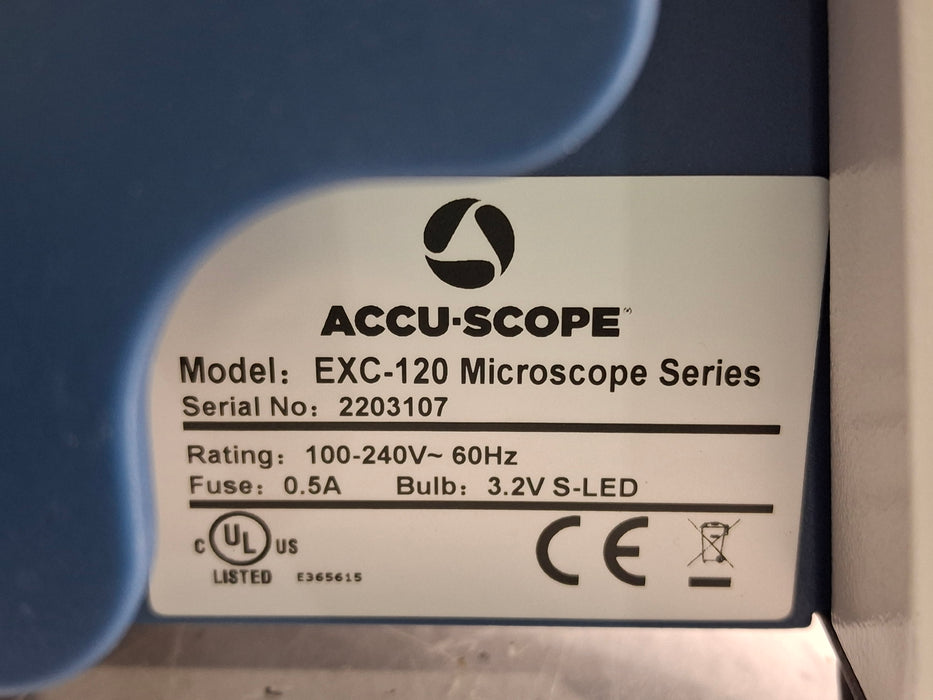 ACCU·SCOPE™
Model: EXC-120 Microscope Series
Serial No: 2203107
Rating: 100-240V~ 60Hz
Fuse: 0.5A Bulb: 3.2V S-LED
C UL US CE
LISTED E365615